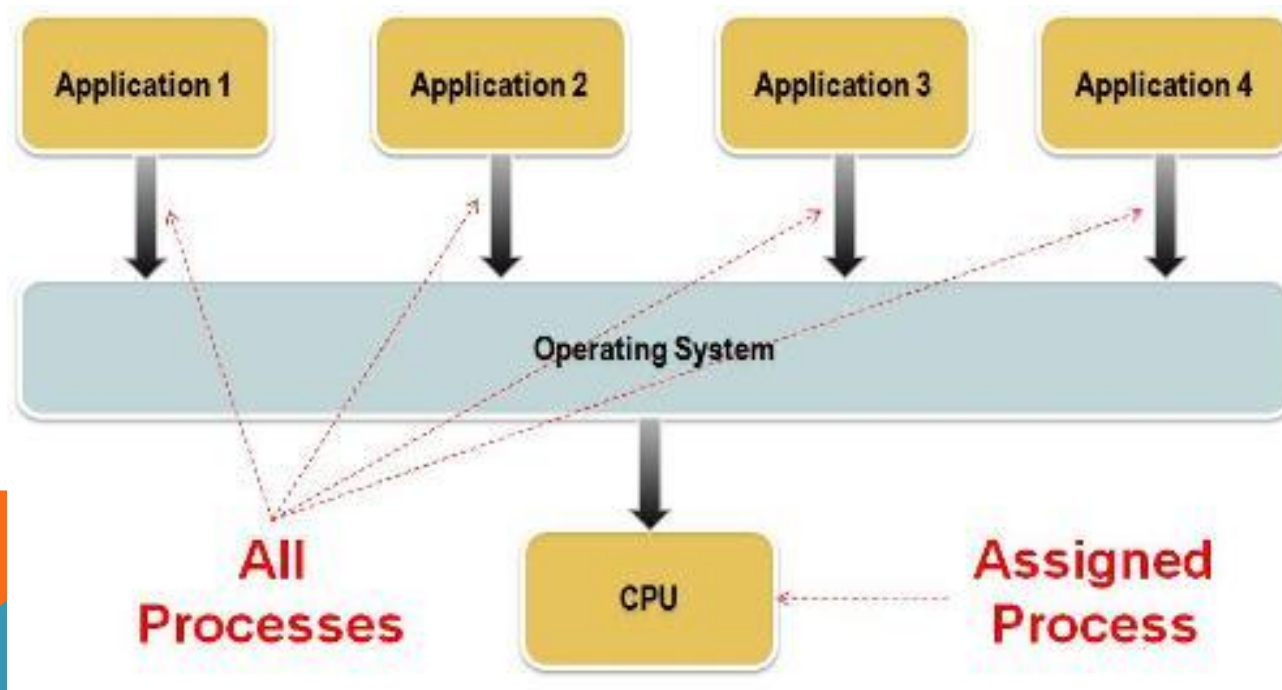 Application 1
Application 2
Application 3
Application 4
Operating System
All
Processes
CPU
Assigned
Process